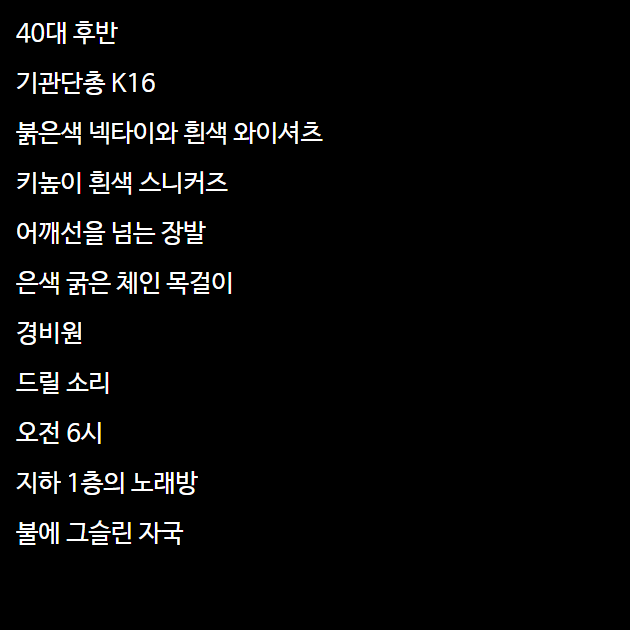 40대 후반
기관단총 K16
붉은색 넥타이와 흰색 와이셔츠
키높이 흰색 스니커즈
어깨선을 넘는 장발
은색 굵은 체인 목걸이
경비원
드릴 소리
오전 6시
지하 1층의 노래방
불에 그슬린 자국